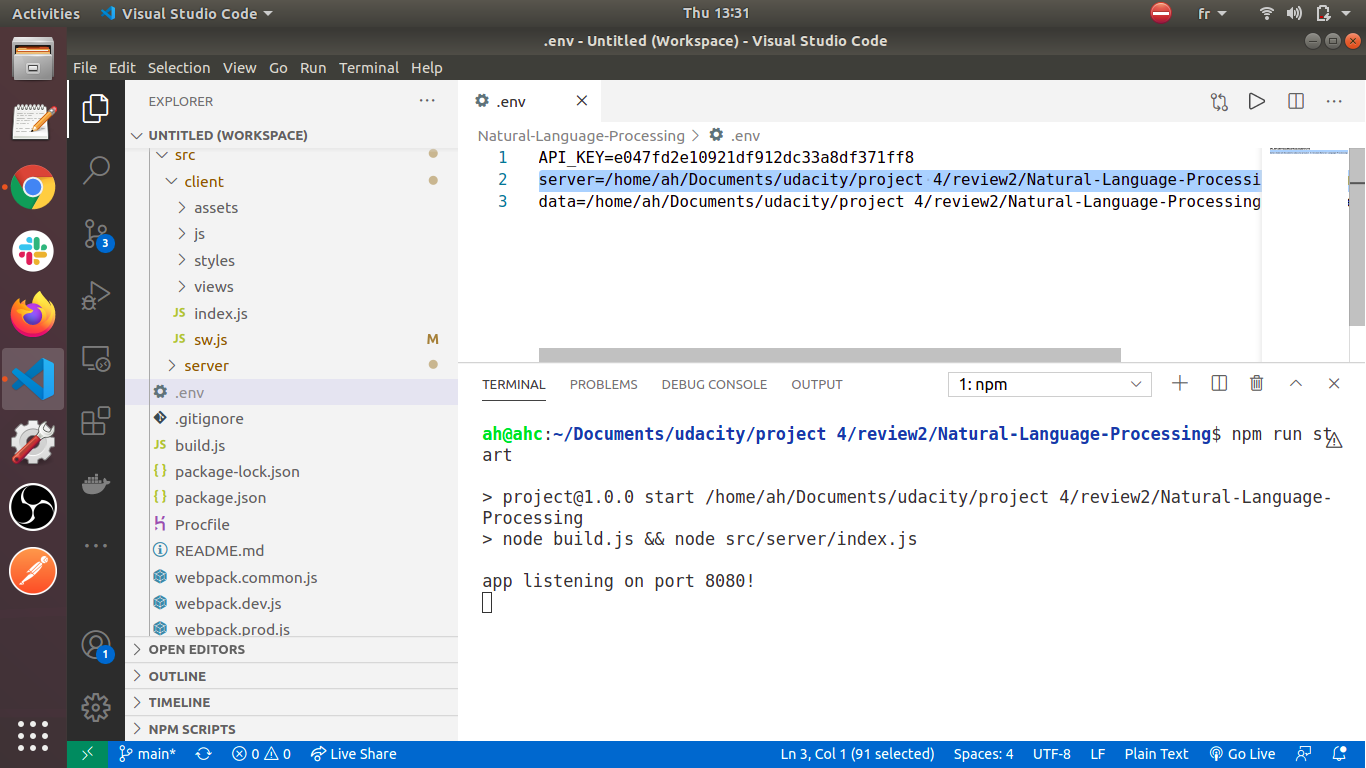 Activities
Visual Studio Code
Thu 13:31
fr
.env - Untitled (Workspace) - Visual Studio Code
File Edit Selection View Go Run Terminal Help
EXPLORER
UNTITLED (WORKSPACE)
src
client
assets
js
styles
views
JS index.js
JS sw.js M
server
.env
.gitignore
JS build.js
{} package-lock.json
{} package.json
Procfile
README.md
webpack.common.js
webpack.dev.js
webpack.prod.js
OPEN EDITORS
OUTLINE
TIMELINE
NPM SCRIPTS
3
1
.env
Natural-Language-Processing > .env
1 API_KEY=e047fd2e10921df912dc33a8df371ff8
2 server=/home/ah/Documents/udacity/project 4/review2/Natural-Language-Processi
3 data=/home/ah/Documents/udacity/project 4/review2/Natural-Language-Processing
TERMINAL PROBLEMS DEBUG CONSOLE OUTPUT
1: npm
ah@ahc:~/Documents/udacity/project 4/review2/Natural-Language-Processing$ npm run st
art
> project@1.0.0 start /home/ah/Documents/udacity/project 4/review2/Natural-Language-
Processing
> node build.js && node src/server/index.js
app listening on port 8080!
main* 0 0 Live Share
Ln 3, Col 1 (91 selected) Spaces: 4 UTF-8 LF Plain Text Go Live